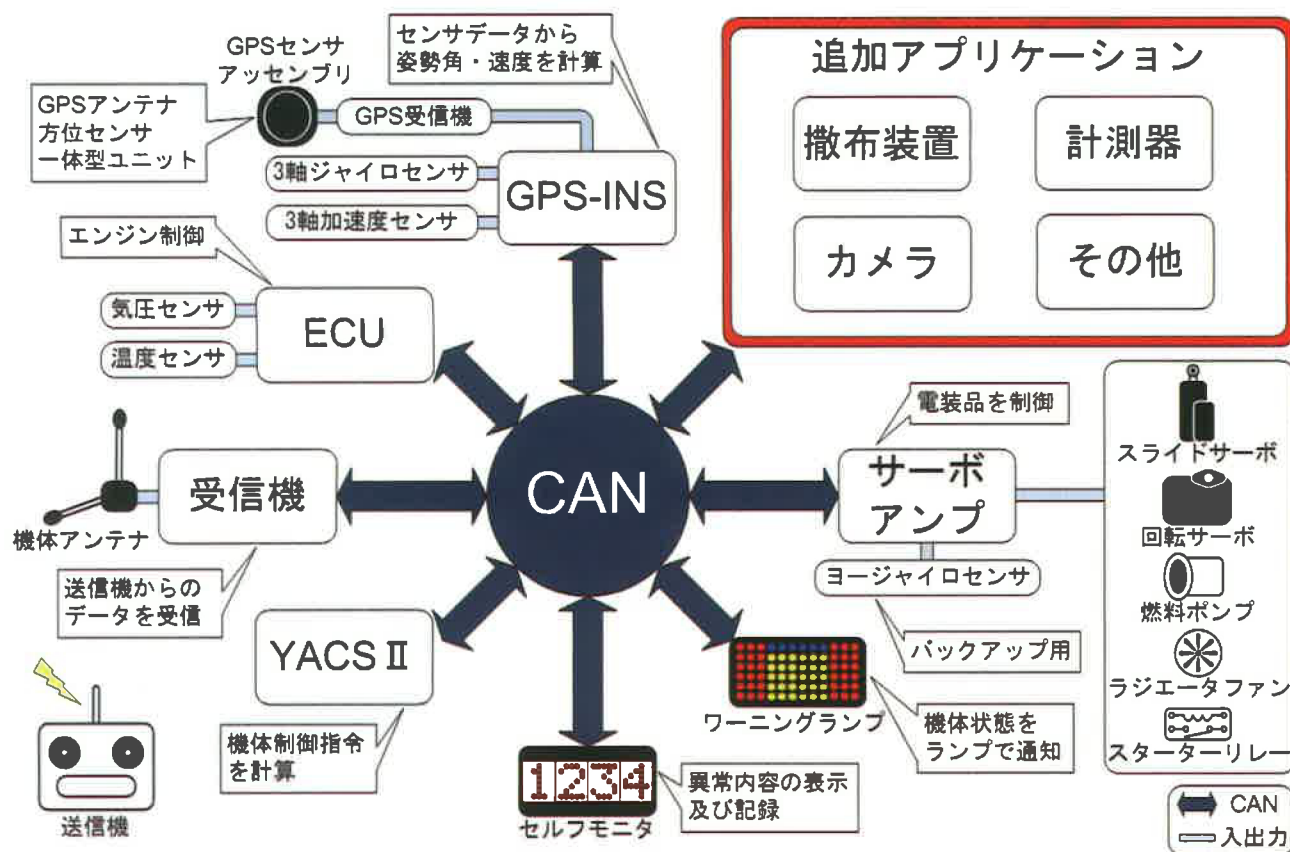 GPSセンサ
アッセンブリ
センサデータから
姿勢角・速度を計算
GPSアンテナ
方位センサ
一体型ユニット
GPS受信機
3軸ジャイロセンサ
3軸加速度センサ
GPS-INS
追加アプリケーション
撒布装置
計測器
カメラ
その他
エンジン制御
気圧センサ
温度センサ
ECU
機体アンテナ
受信機
送信機からの
データを受信
CAN
電装品を制御
サーボ
アンプ
ヨージャイロセンサ
バックアップ用
スライドサーボ
回転サーボ
燃料ポンプ
ラジエータファン
スターターリレー
YACSⅡ
機体制御指令
を計算
送信機
1234
セルフモニタ
異常内容の表示
及び記録
ワーニングランプ
機体状態を
ランプで通知
CAN
入出力